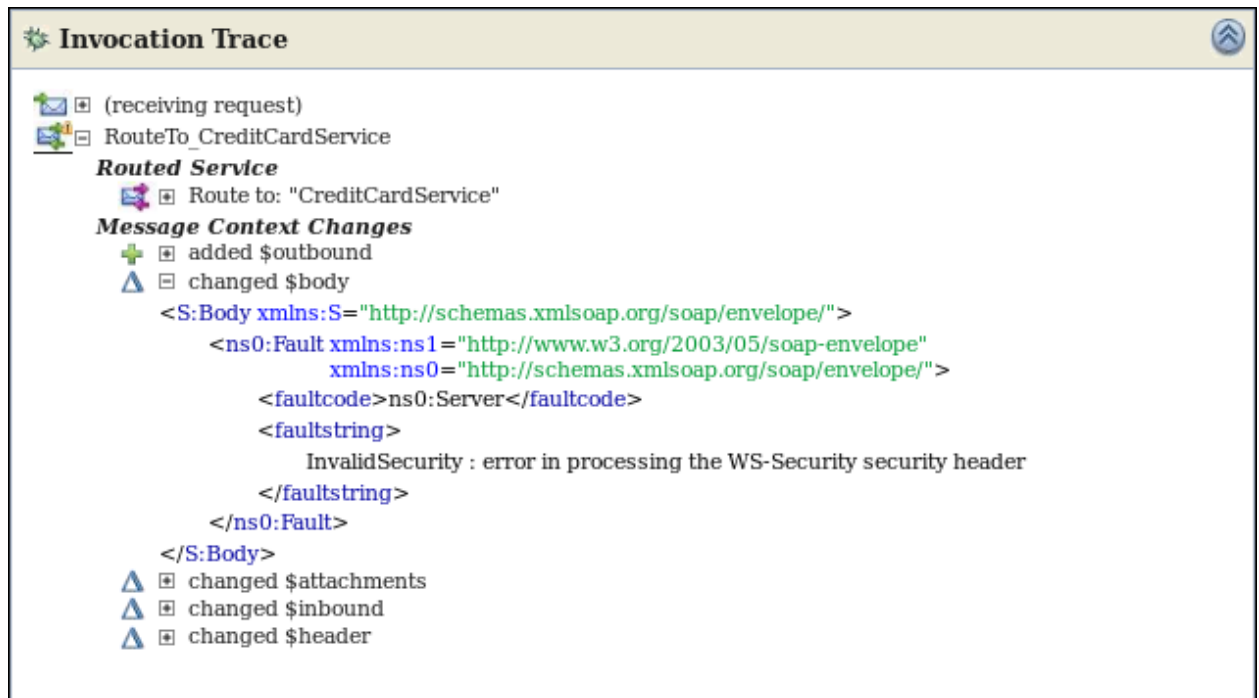 Invocation Trace
(receiving request)
RouteTo_CreditCardService
Routed Service
Route to: "CreditCardService"
Message Context Changes
added $outbound
changed $body
<S:Body xmlns:S="http://schemas.xmlsoap.org/soap/envelope/">
<ns0:Fault xmlns:ns1="http://www.w3.org/2003/05/soap-envelope"
xmlns:ns0="http://schemas.xmlsoap.org/soap/envelope/">
<faultcode>ns0:Server</faultcode>
<faultstring>
InvalidSecurity : error in processing the WS-Security security header
</faultstring>
</ns0:Fault>
</S:Body>
changed $attachments
changed $inbound
changed $header